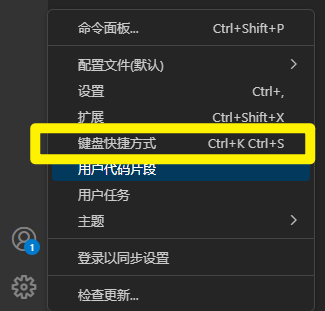 命令面板... Ctrl+Shift+P
配置文件(默认)
设置 Ctrl+,
扩展 Ctrl+Shift+X
键盘快捷方式 Ctrl+K Ctrl+S
用户代码片段
用户任务
主题
登录以同步设置
1
检查更新...